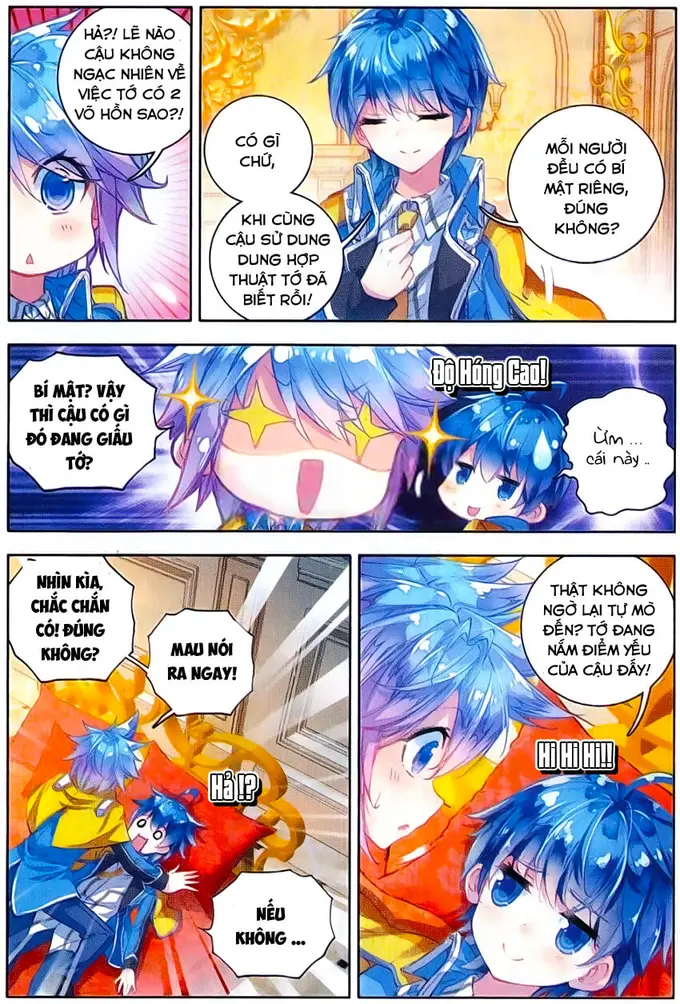 HẢ?! LẼ NÀO
CẬU KHÔNG
NGẠC NHIÊN VỀ
VIỆC TỚ CÓ 2
VÕ HỒN SAO?!
CÓ GÌ
CHỨ,
KHI CÙNG
CẬU SỬ DUNG
DUNG HỢP
THUẬT TỚ ĐÃ
BIẾT RỒI!
MỖI NGƯỜI
ĐỀU CÓ BÍ
MẬT RIÊNG,
ĐÚNG
KHÔNG?
BÍ MẬT? VẬY
THÌ CẬU CÓ GÌ
ĐÓ ĐANG GIẤU
TỚ?
Độ Hóng Cao!
Ừm ...
cái này ..
NHÌN KÌA,
CHẮC CHẮN
CÓ! ĐÚNG
KHÔNG?
MAU NÓI
RA NGAY!
Hả !?
NẾU
KHÔNG ...
THẬT KHÔNG
NGỜ LẠI TỰ MÒ
ĐẾN? TỚ ĐANG
NẮM ĐIỂM YẾU
CỦA CẬU ĐẤY!
Hi Hi Hi!!